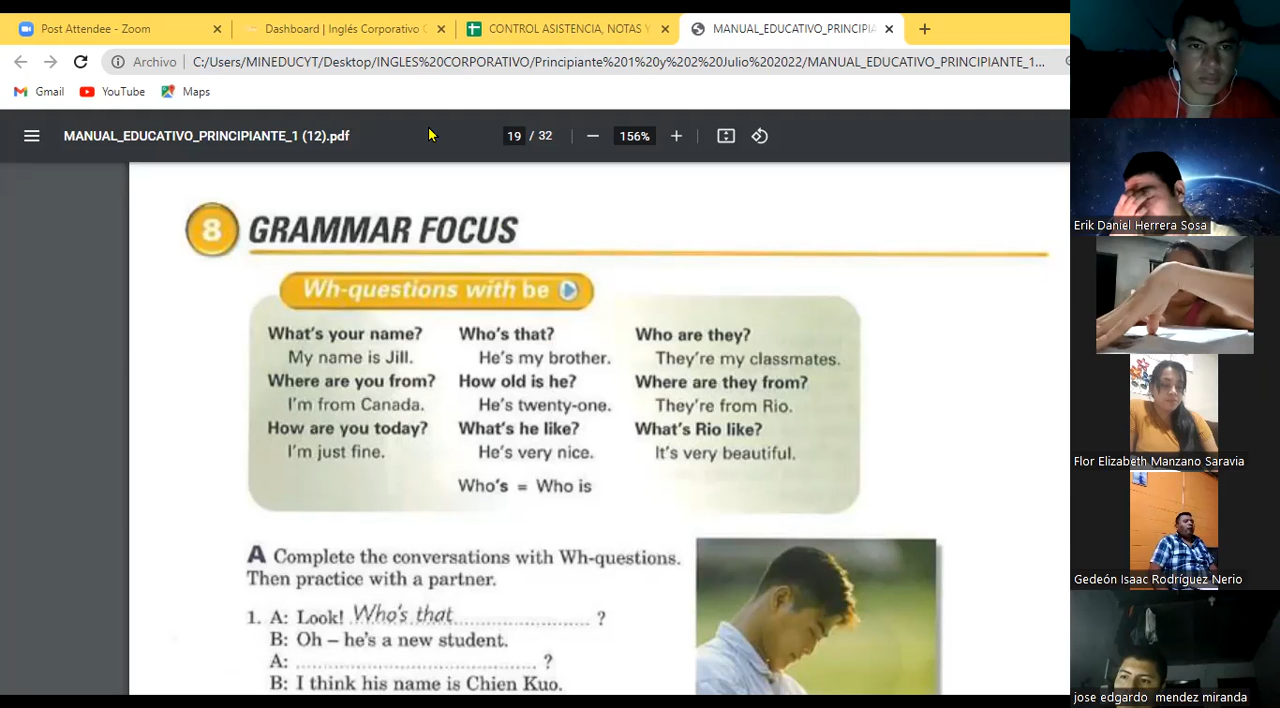 Post Attendee - Zoom
Dashboard | Inglés Corporativo
CONTROL ASISTENCIA, NOTAS Y
MANUAL_EDUCATIVO_PRINCIPIA
Archivo | C:/Users/MINEDUCYT/Desktop/INGLES%20CORPORATIVO/Principiante%201%20y%202%20Julio%202022/MANUAL_EDUCATIVO_PRINCIPIANTE_1...
Gmail YouTube Maps
MANUAL_EDUCATIVO_PRINCIPIANTE_1 (12).pdf
19 / 32
156%
8 GRAMMAR FOCUS
Wh-questions with be
What's your name?
My name is Jill.
Where are you from?
I'm from Canada.
How are you today?
I'm just fine.
Who's that?
He's my brother.
How old is he?
He's twenty-one.
What's he like?
He's very nice.
Who's = Who is
Who are they?
They're my classmates.
Where are they from?
They're from Rio.
What's Rio like?
It's very beautiful.
A Complete the conversations with Wh-questions.
Then practice with a partner.
1. A: Look! Who's that ?
B: Oh – he's a new student.
A: ?
B: I think his name is Chien Kuo.
Erik Daniel Herrera Sosa
Flor Elizabeth Manzano Saravia
Gedeón Isaac Rodríguez Nerio
jose edgardo mendez miranda